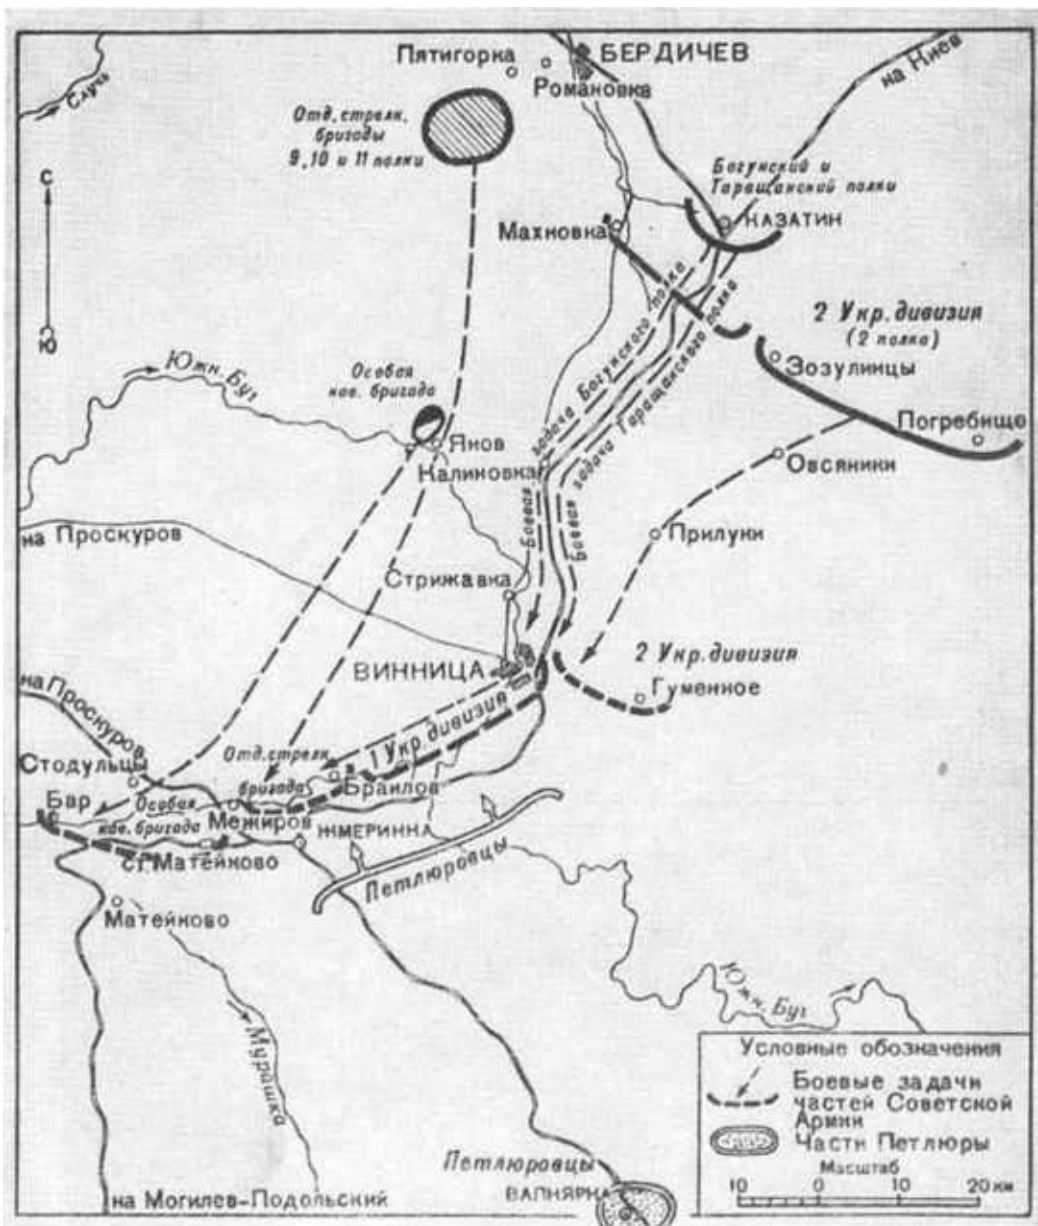 Пятигорка
БЕРДИЧЕВ
Романовка
на Киев
Случь
Отд. стрелк.
бригады
9, 10 и 11 полки
Богунский и
Таращанский полки
КАЗАТИН
Махновка
С
Ю
2 Укр. дивизия
(2 полка)
Зозулинцы
Погребище
Южн. Буг
Особая
кав. бригада
Янов
Калиновка
Боевая задача Богунского полка
Боевая задача Таращанского полка
Овсяники
Прилуки
на Проскуров
Стрижавка
ВИННИЦА
2 Укр. дивизия
Гуменное
на Проскуров
Стодульцы
Отд. стрелк.
бригада
1 Укр. дивизия
Браилов
Бар
Особая
кав. бригада
Межиров
ЖМЕРИНКА
ст. Матейково
Петлюровцы
Матейково
Южн. Буг
Мурашка
на Могилев-Подольский
Петлюровцы
ВАПНЯРКА
Условные обозначения
Боевые задачи
частей Советской
Армии
Части Петлюры
Масштаб
10 0 10 20 км